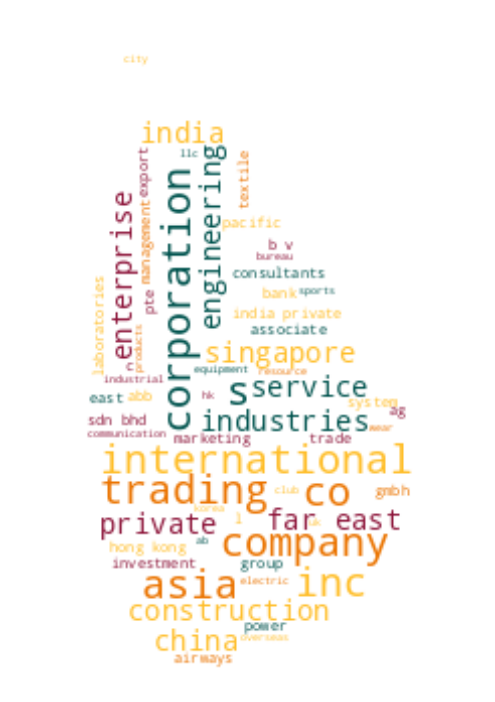 city
india
llc
export
engineering
textile
corporation
enterprise
management
pacific
b v
bureau
consultants
laboratories
pte
bank
sports
india private
products
associate
singapore
c
equipment
resource
industrial
s
service
east
abb
hk
system
ag
sdn bhd
industries
wear
communication
marketing
trade
international
trading
club
co
gmbh
korea
private
l
uk
far east
ab
company
hong kong
investment
group
asia
electric
inc
construction
power
china
overseas
airways